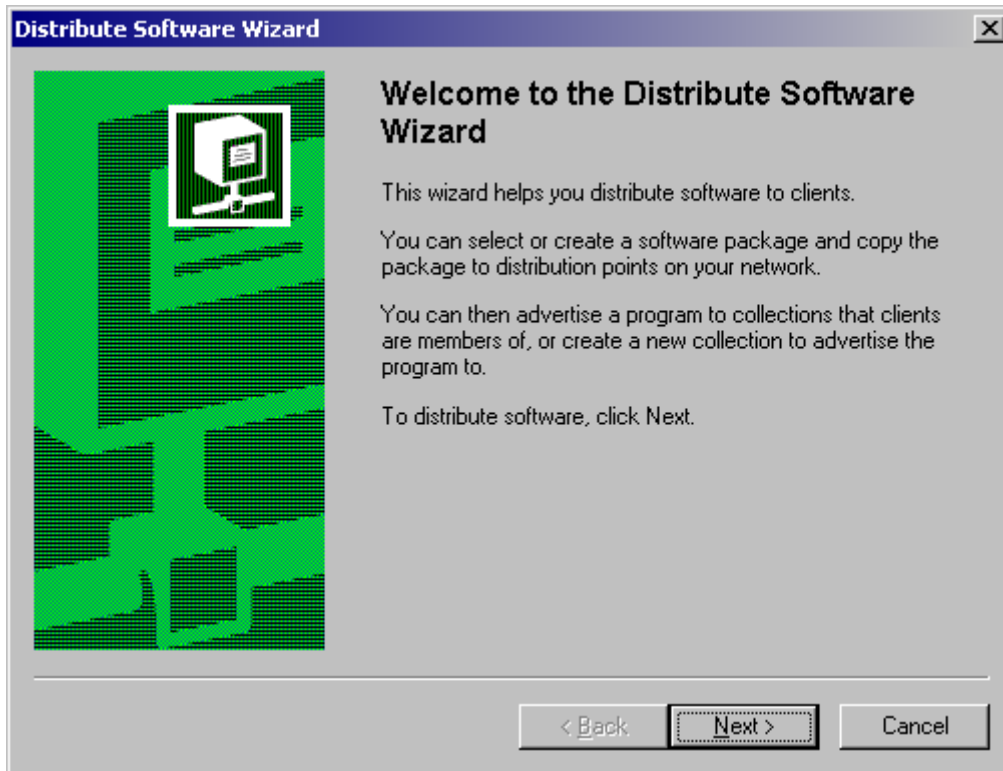 Distribute Software Wizard
Welcome to the Distribute Software
Wizard
This wizard helps you distribute software to clients.
You can select or create a software package and copy the
package to distribution points on your network.
You can then advertise a program to collections that clients
are members of, or create a new collection to advertise the
program to.
To distribute software, click Next.
< Back
Next >
Cancel